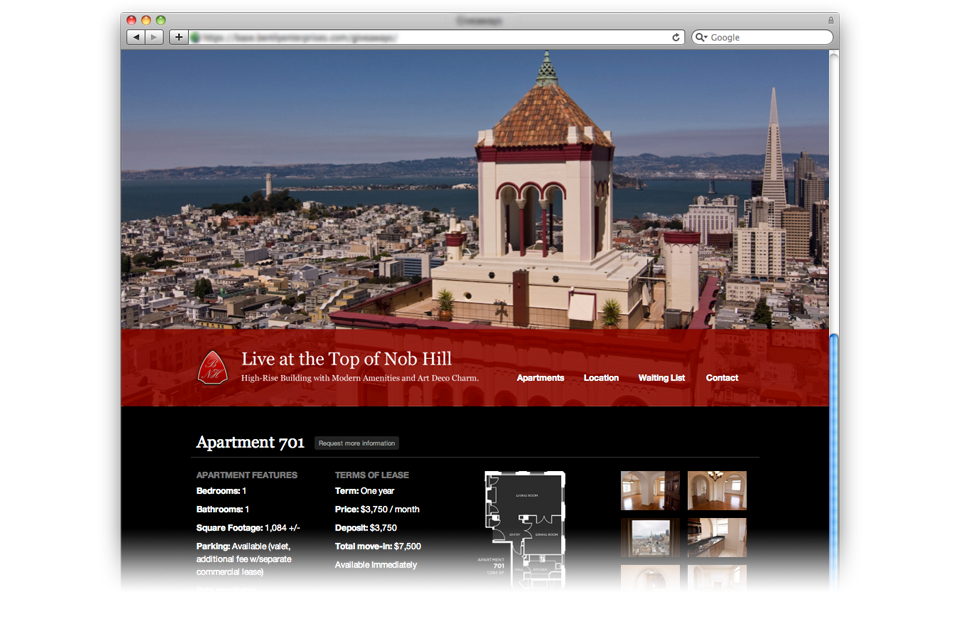 Google
Live at the Top of Nob Hill
High-Rise Building with Modern Amenities and Art Deco Charm.
Apartments Location Waiting List Contact
Apartment 701 Request more information
APARTMENT FEATURES
Bedrooms: 1
Bathrooms: 1
Square Footage: 1,084 +/-
Parking: Available (valet,
additional fee w/separate
commercial lease)
TERMS OF LEASE
Term: One year
Price: $3,750 / month
Deposit: $3,750
Total move-in: $7,500
Available Immediately
LIVING ROOM
ENTRY
DINING ROOM
APARTMENT
701